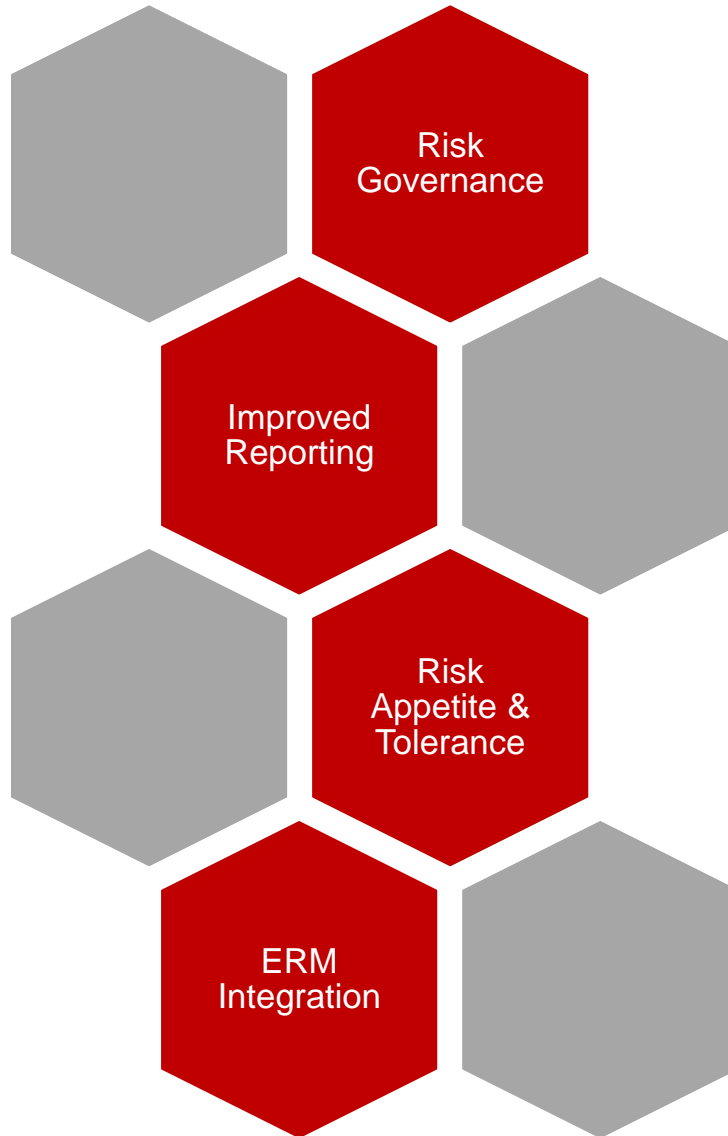 Risk
Governance
Improved
Reporting
Risk
Appetite &
Tolerance
ERM
Integration